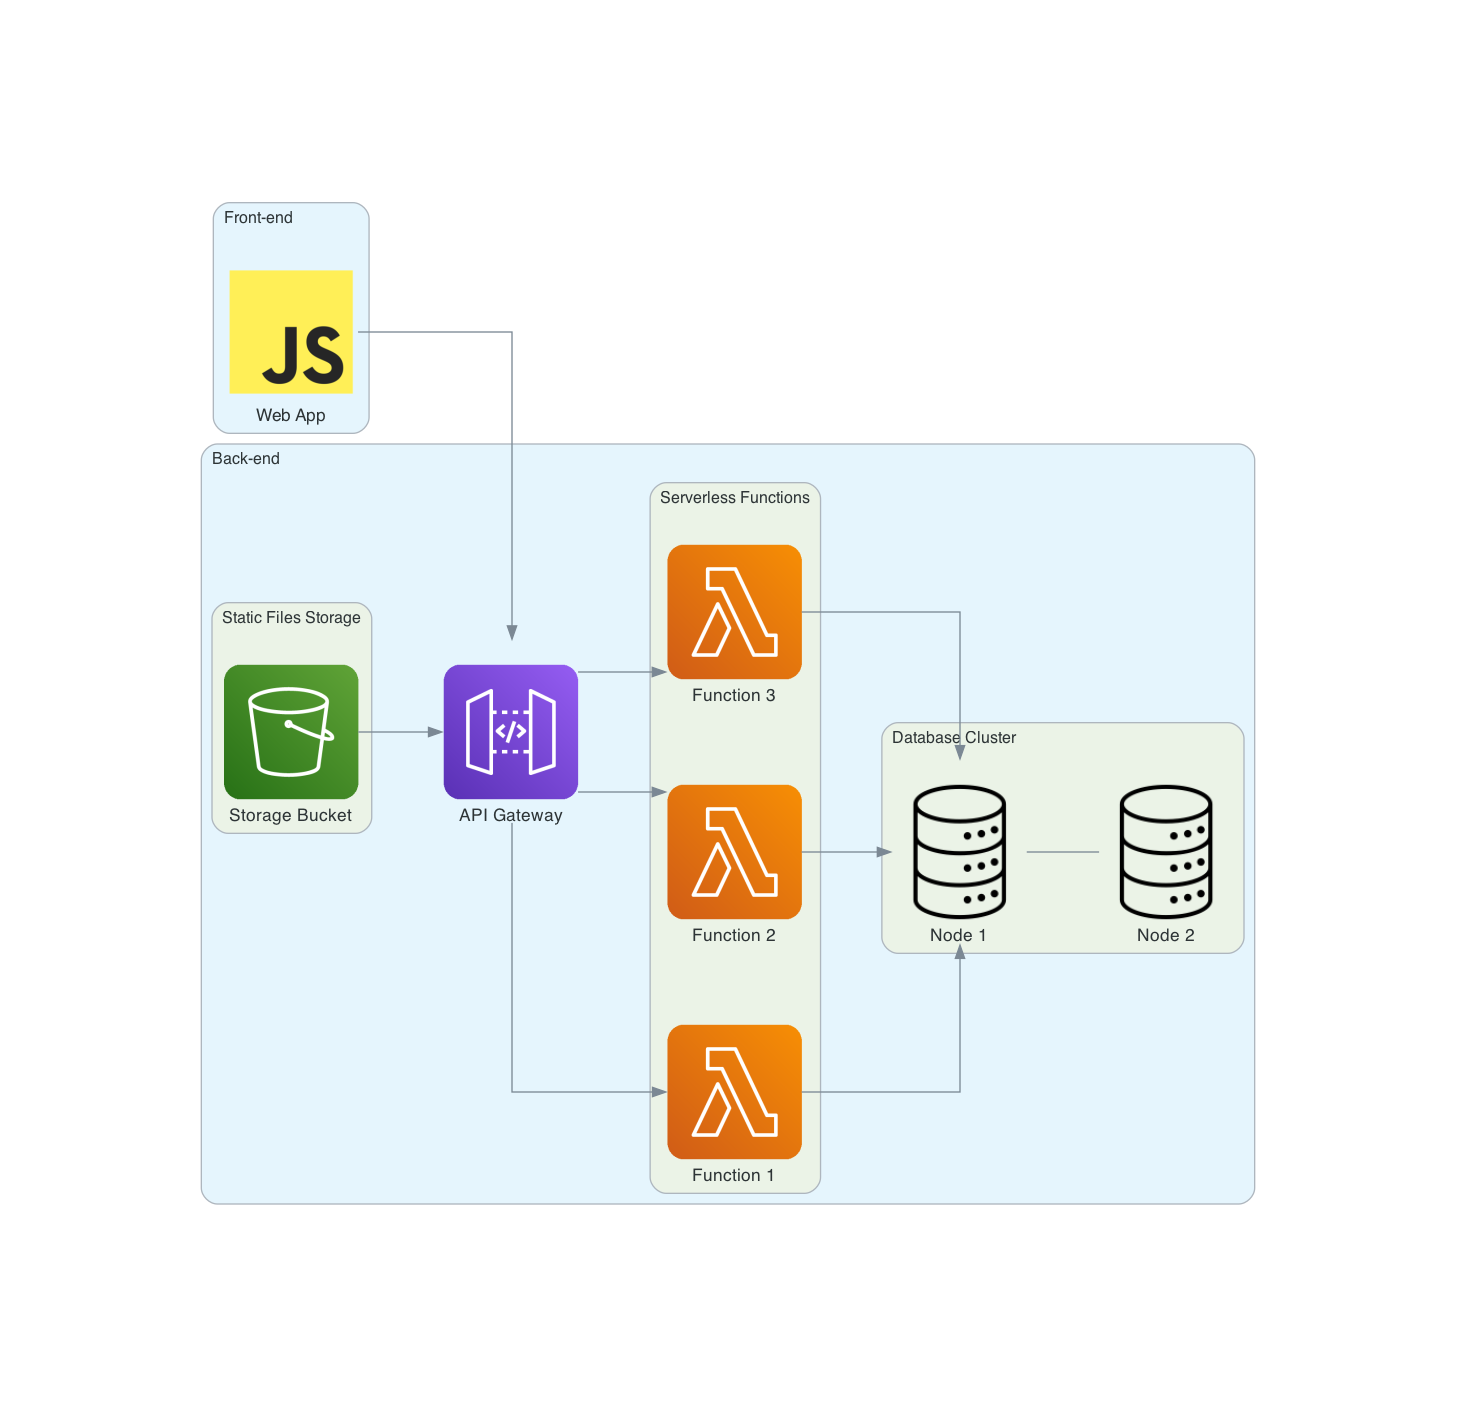 Front-end
JS
Web App
Back-end
Serverless Functions
Function 3
Static Files Storage
Storage Bucket
</>
API Gateway
Database Cluster
Function 2
Node 1
Node 2
Function 1